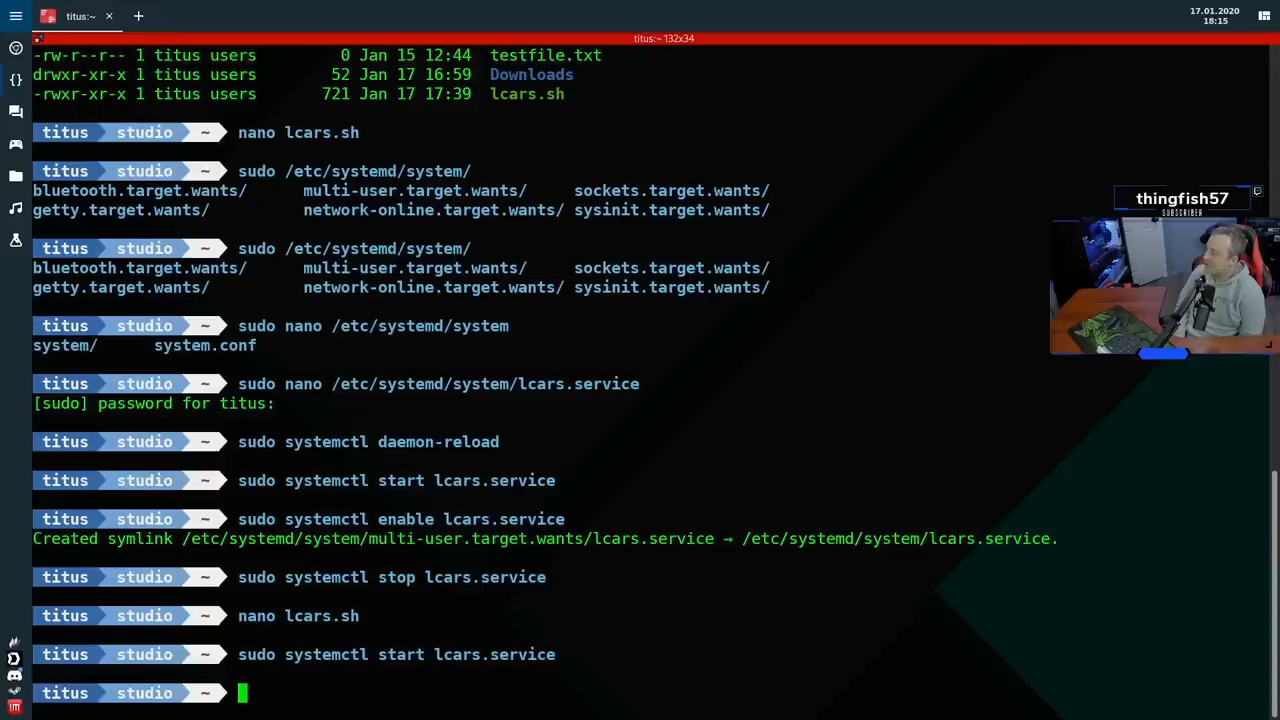 titus:~
17.01.2020
18:15
titus:~ 132x34
-rw-r--r-- 1 titus users 0 Jan 15 12:44 testfile.txt
drwxr-xr-x 1 titus users 52 Jan 17 16:59 Downloads
-rwxr-xr-x 1 titus users 721 Jan 17 17:39 lcars.sh
titus studio ~ nano lcars.sh
titus studio ~ sudo /etc/systemd/system/
bluetooth.target.wants/ multi-user.target.wants/ sockets.target.wants/
getty.target.wants/ network-online.target.wants/ sysinit.target.wants/
titus studio ~ sudo /etc/systemd/system/
bluetooth.target.wants/ multi-user.target.wants/ sockets.target.wants/
getty.target.wants/ network-online.target.wants/ sysinit.target.wants/
titus studio ~ sudo nano /etc/systemd/system
system/ system.conf
titus studio ~ sudo nano /etc/systemd/system/lcars.service
[sudo] password for titus:
titus studio ~ sudo systemctl daemon-reload
titus studio ~ sudo systemctl start lcars.service
titus studio ~ sudo systemctl enable lcars.service
Created symlink /etc/systemd/system/multi-user.target.wants/lcars.service → /etc/systemd/system/lcars.service.
titus studio ~ sudo systemctl stop lcars.service
titus studio ~ nano lcars.sh
titus studio ~ sudo systemctl start lcars.service
titus studio ~
thingfish57
SUBSCRIBER